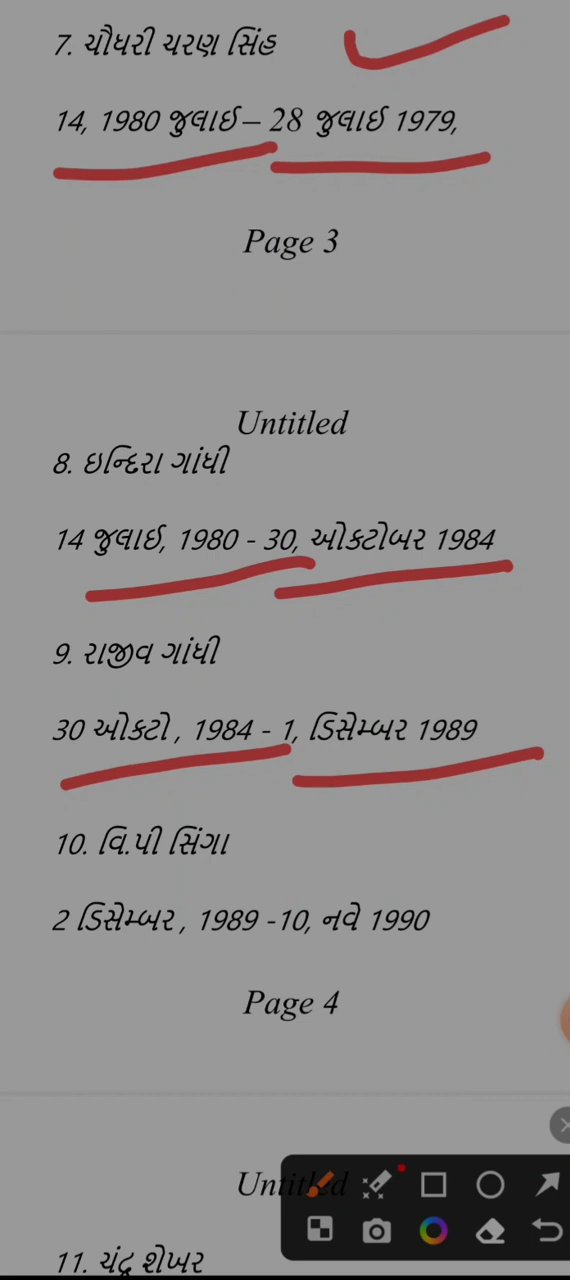 7. ચૌધરી ચરણ સિંહ
14, 1980 જુલાઈ– 28 જુલાઈ 1979,
Page 3
Untitled
8. ઇન્દિરા ગાંધી
14 જુલાઈ, 1980 - 30, ઓક્ટોબર 1984
9. રાજીવ ગાંધી
30 ઓક્ટો , 1984 - 1, ડિસેમ્બર 1989
10. વિ.પી સિંગા
2 ડિસેમ્બર , 1989 -10, નવે 1990
Page 4
Untitled
11. ચંદ્ર શેખર